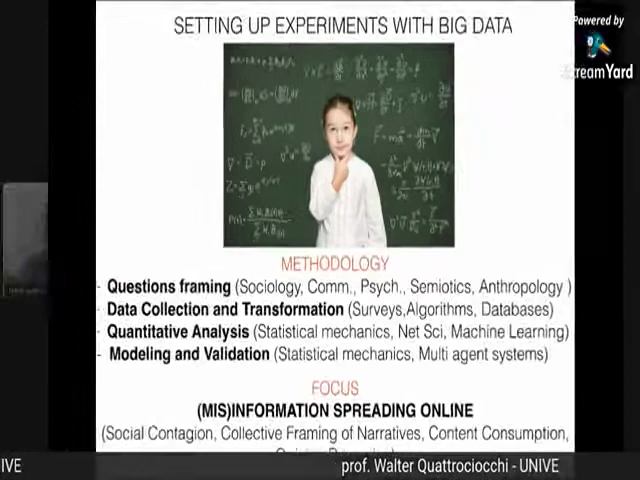 SETTING UP EXPERIMENTS WITH BIG DATA
Powered by
StreamYard
METHODOLOGY
- Questions framing (Sociology, Comm., Psych., Semiotics, Anthropology )
- Data Collection and Transformation (Surveys,Algorithms, Databases)
- Quantitative Analysis (Statistical mechanics, Net Sci, Machine Learning)
- Modeling and Validation (Statistical mechanics, Multi agent systems)
FOCUS
(MIS)INFORMATION SPREADING ONLINE
(Social Contagion, Collective Framing of Narratives, Content Consumption,
IVE
prof. Walter Quattrociocchi - UNIVE